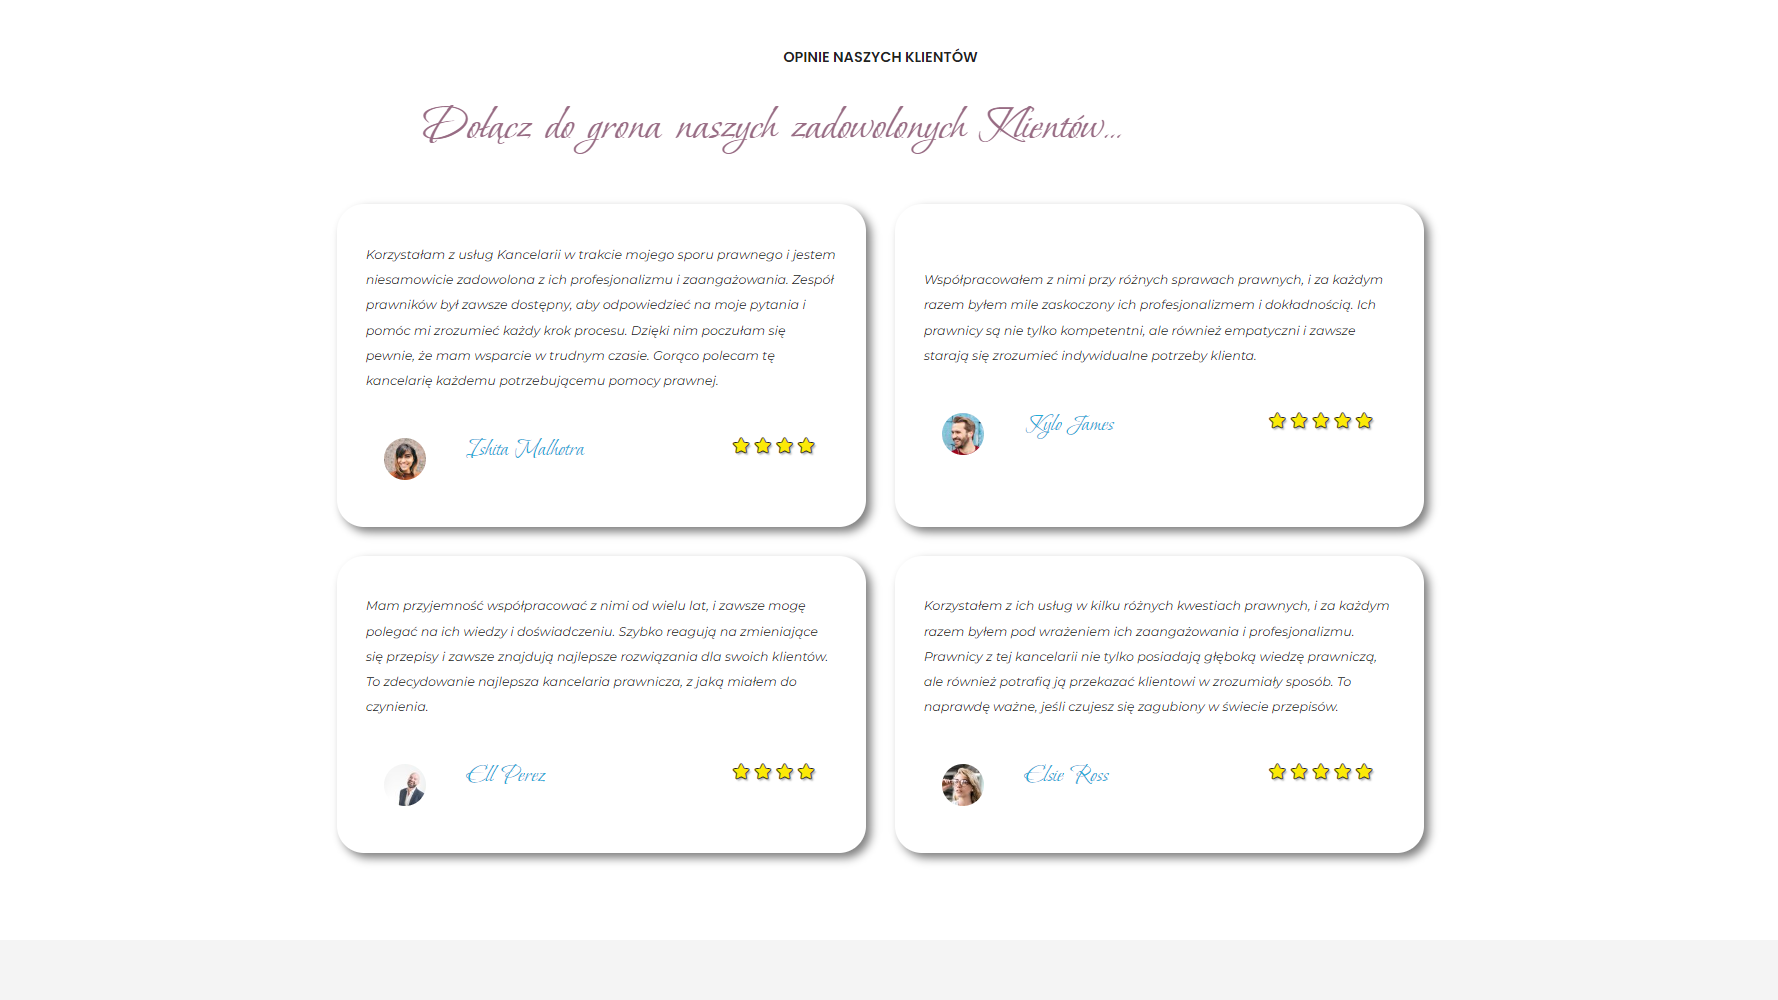 OPINIE NASZYCH KLIENTÓW
Dołącz do grona naszych zadowolonych Klientów...
Korzystałam z usług Kancelarii w trakcie mojego sporu prawnego i jestem
niesamowicie zadowolona z ich profesjonalizmu i zaangażowania. Zespół
prawników był zawsze dostępny, aby odpowiedzieć na moje pytania i
pomóc mi zrozumieć każdy krok procesu. Dzięki nim poczułam się
pewnie, że mam wsparcie w trudnym czasie. Gorąco polecam tę
kancelarię każdemu potrzebującemu pomocy prawnej.
Ishita Malhotra
Współpracowałem z nimi przy różnych sprawach prawnych, i za każdym
razem byłem mile zaskoczony ich profesjonalizmem i dokładnością. Ich
prawnicy są nie tylko kompetentni, ale również empatyczni i zawsze
starają się zrozumieć indywidualne potrzeby klienta.
Kylo James
Mam przyjemność współpracować z nimi od wielu lat, i zawsze mogę
polegać na ich wiedzy i doświadczeniu. Szybko reagują na zmieniające
się przepisy i zawsze znajdują najlepsze rozwiązania dla swoich klientów.
To zdecydowanie najlepsza kancelaria prawnicza, z jaką miałem do
czynienia.
Ell Perez
Korzystałem z ich usług w kilku różnych kwestiach prawnych, i za każdym
razem byłem pod wrażeniem ich zaangażowania i profesjonalizmu.
Prawnicy z tej kancelarii nie tylko posiadają głęboką wiedzę prawniczą,
ale również potrafią ją przekazać klientowi w zrozumiały sposób. To
naprawdę ważne, jeśli czujesz się zagubiony w świecie przepisów.
Elsie Ross